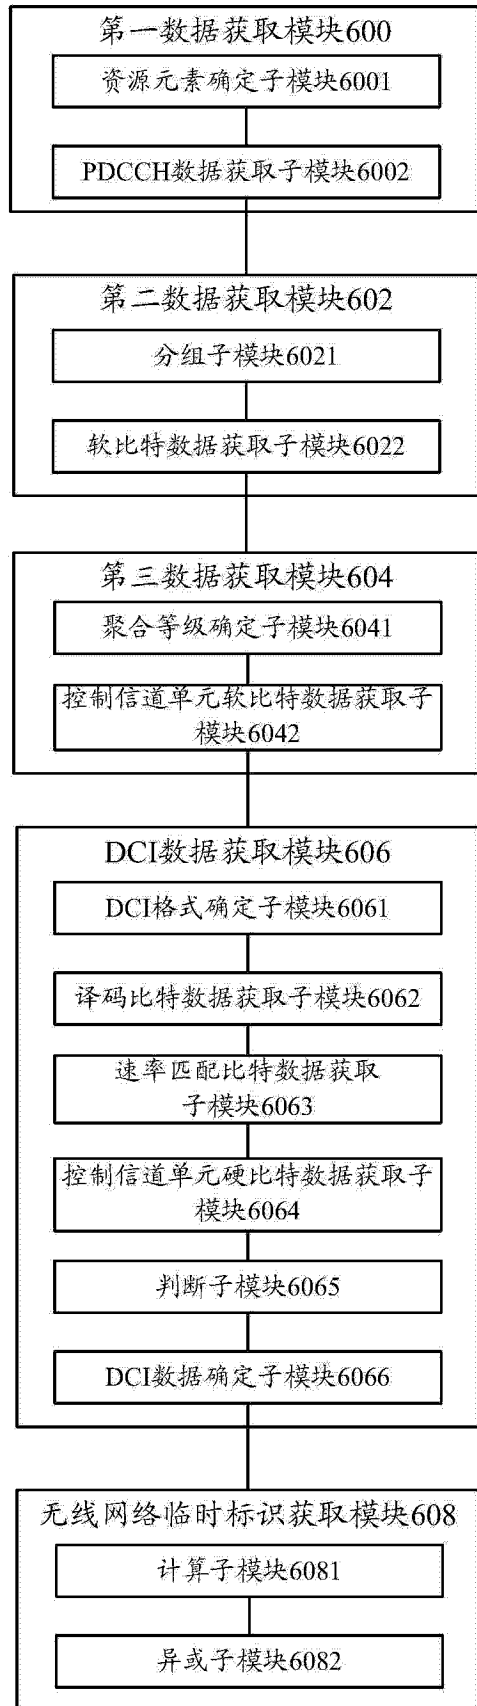 第一数据获取模块600
资源元素确定子模块6001
PDCCH数据获取子模块6002
第二数据获取模块602
分组子模块6021
软比特数据获取子模块6022
第三数据获取模块604
聚合等级确定子模块6041
控制信道单元软比特数据获取子
模块6042
DCI数据获取模块606
DCI格式确定子模块6061
译码比特数据获取子模块6062
速率匹配比特数据获取
子模块6063
控制信道单元硬比特数据获取子
模块6064
判断子模块6065
DCI数据确定子模块6066
无线网络临时标识获取模块608
计算子模块6081
异或子模块6082